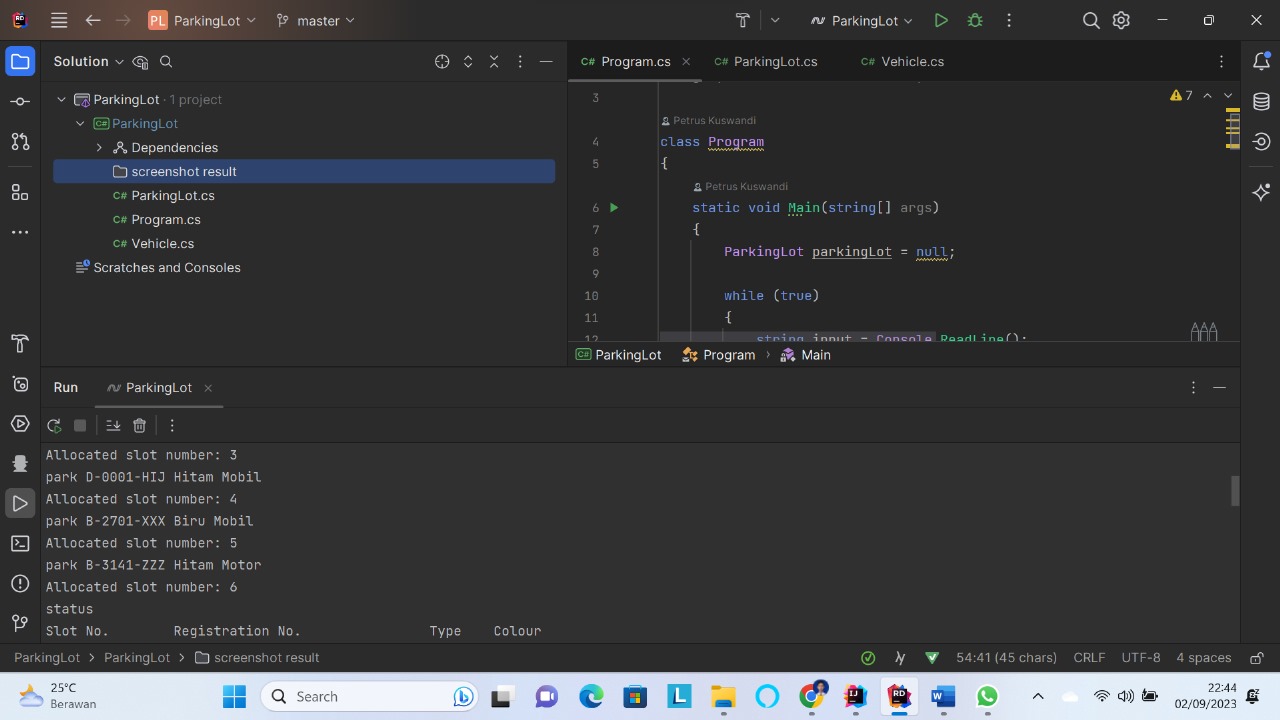 PL ParkingLot master ParkingLot
Solution
ParkingLot · 1 project
ParkingLot
Dependencies
screenshot result
C# ParkingLot.cs
C# Program.cs
C# Vehicle.cs
Scratches and Consoles
C# Program.cs C# ParkingLot.cs C# Vehicle.cs
7
3
Petrus Kuswandi
4 class Program
5 {
Petrus Kuswandi
6 static void Main(string[] args)
7 {
8 ParkingLot parkingLot = null;
9
10 while (true)
11 {
12 string input = Console.ReadLine();
C# ParkingLot Program › Main
Run ParkingLot
Allocated slot number: 3
park D-0001-HIJ Hitam Mobil
Allocated slot number: 4
park B-2701-XXX Biru Mobil
Allocated slot number: 5
park B-3141-ZZZ Hitam Motor
Allocated slot number: 6
status
Slot No. Registration No. Type Colour
ParkingLot > ParkingLot > screenshot result 54:41 (45 chars) CRLF UTF-8 4 spaces
25°C
Berawan
Search
22:44
02/09/2023